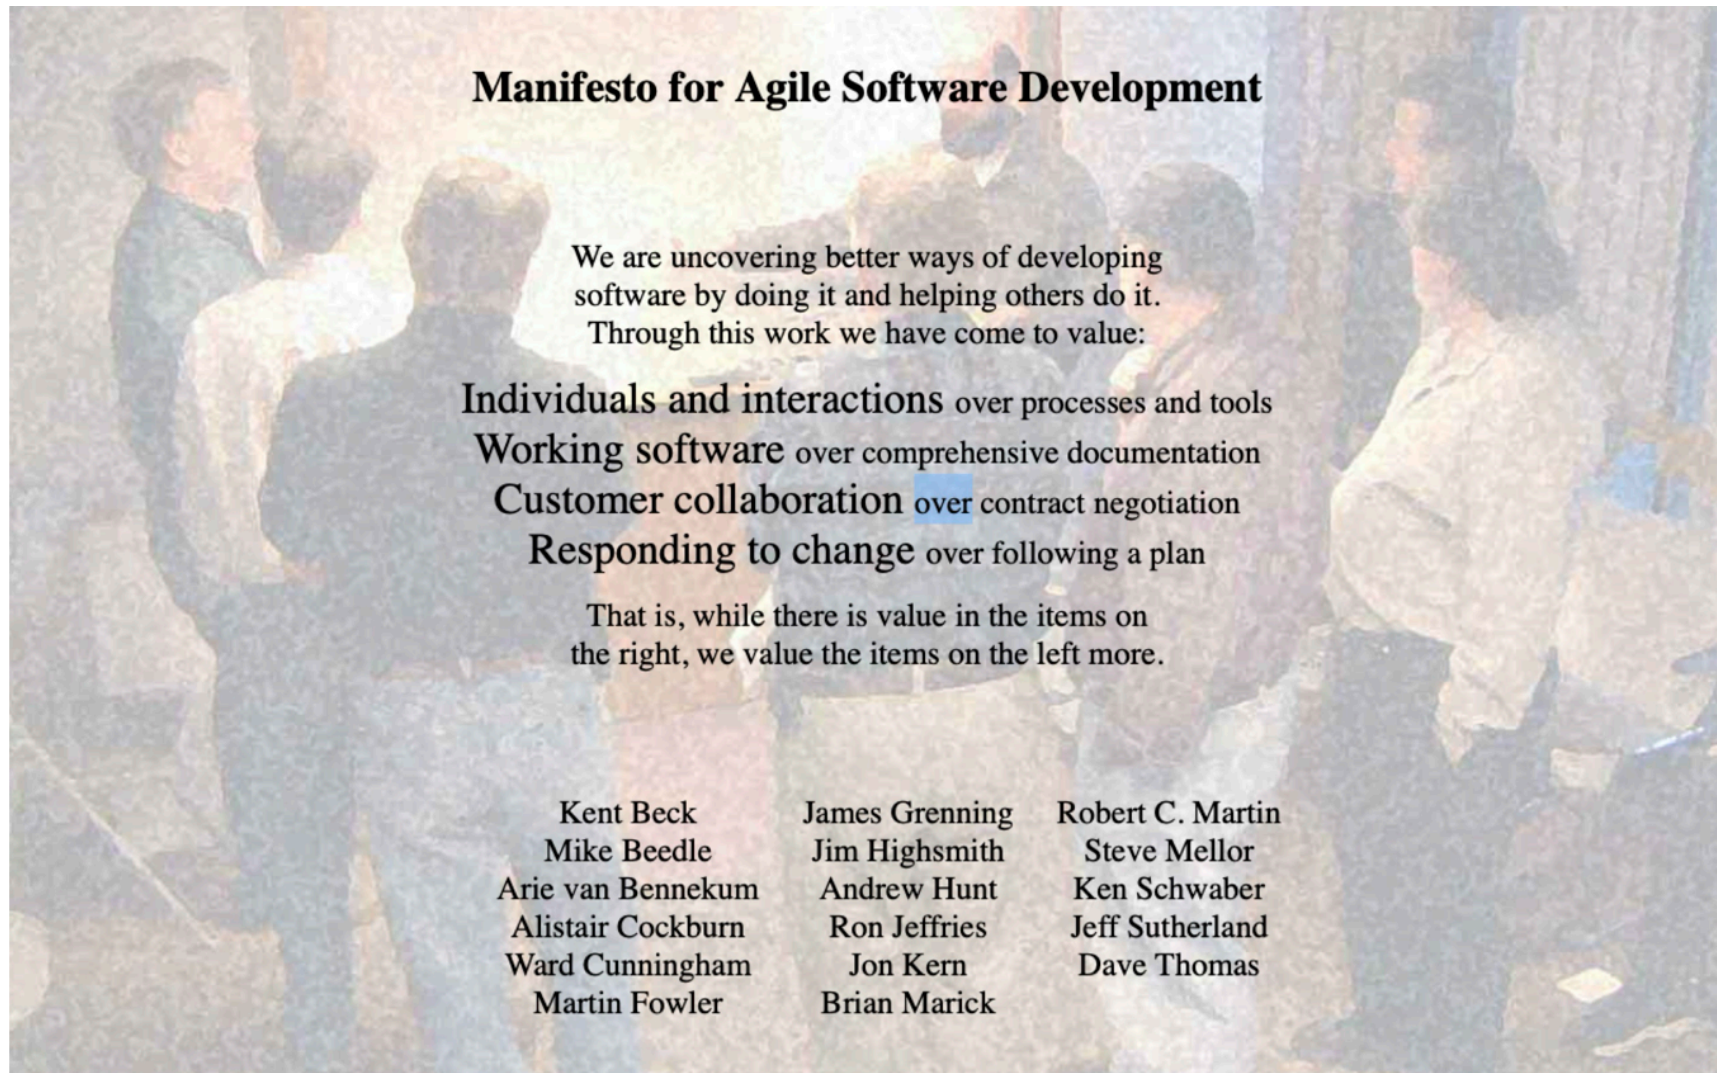 Manifesto for Agile Software Development
We are uncovering better ways of developing
software by doing it and helping others do it.
Through this work we have come to value:
Individuals and interactions over processes and tools
Working software over comprehensive documentation
Customer collaboration over contract negotiation
Responding to change over following a plan
That is, while there is value in the items on
the right, we value the items on the left more.
Kent Beck
Mike Beedle
Arie van Bennekum
Alistair Cockburn
Ward Cunningham
Martin Fowler
James Grenning
Jim Highsmith
Andrew Hunt
Ron Jeffries
Jon Kern
Brian Marick
Robert C. Martin
Steve Mellor
Ken Schwaber
Jeff Sutherland
Dave Thomas